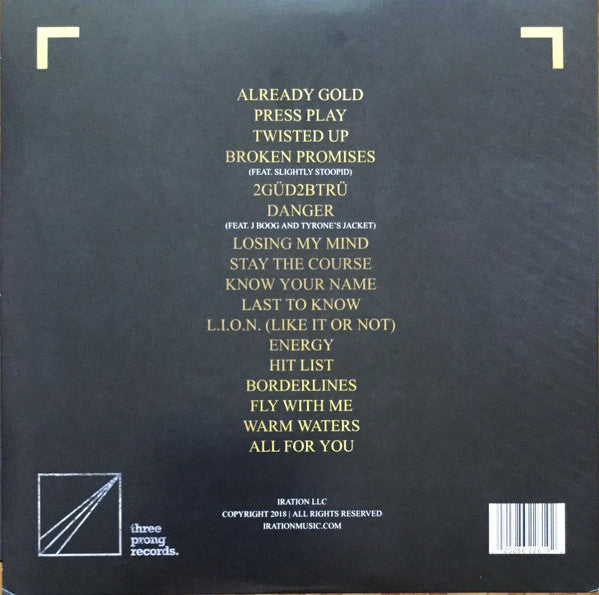 ALREADY GOLD
PRESS PLAY
TWISTED UP
BROKEN PROMISES
(FEAT. SLIGHTLY STOOPID)
2GÜD2BTRÜ
DANGER
(FEAT. J BOOG AND TYRONE'S JACKET)
LOSING MY MIND
STAY THE COURSE
KNOW YOUR NAME
LAST TO KNOW
L.I.O.N. (LIKE IT OR NOT)
ENERGY
HIT LIST
BORDERLINES
FLY WITH ME
WARM WATERS
ALL FOR YOU
three
prong
records.
IRATION LLC
COPYRIGHT 2018 | ALL RIGHTS RESERVED
IRATIONMUSIC.COM